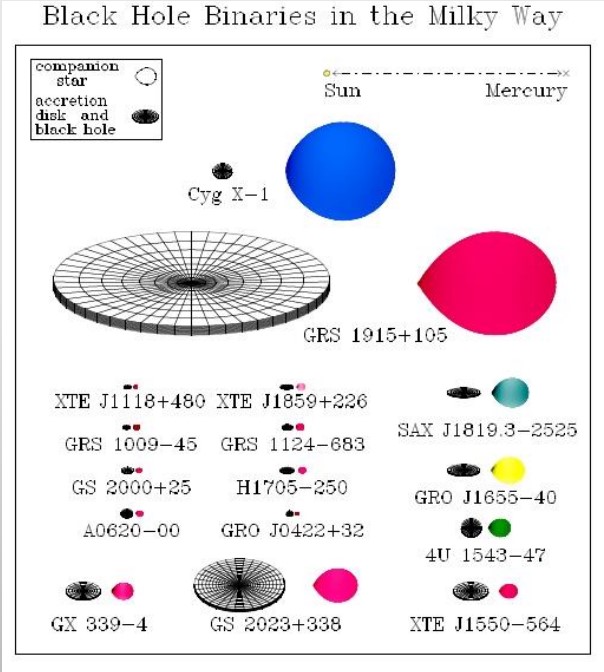 Black Hole Binaries in the Milky Way
companion
star
accretion
disk and
black hole
Sun Mercury
Cyg X-1
GRS 1915+105
XTE J1118+480 XTE J1859+226
SAX J1819.3-2525
GRS 1009-45 GRS 1124-683
GS 2000+25 H1705-250
GRO J1655-40
A0620-00 GRO J0422+32
4U 1543-47
GX 339-4 GS 2023+338 XTE J1550-564